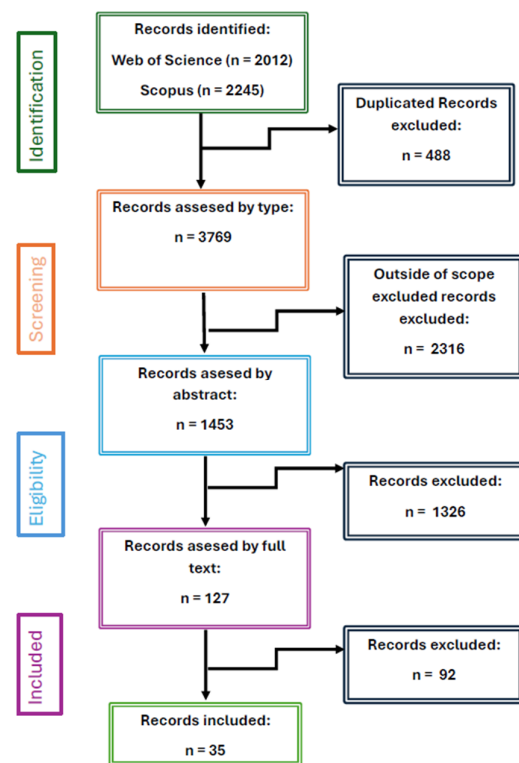 Identification
Records identified:
Web of Science (n = 2012)
Scopus (n = 2245)
Duplicated Records
excluded:
n = 488
Records assesed by type:
n = 3769
Screening
Outside of scope
excluded records
excluded:
n = 2316
Records asesed by
abstract:
n = 1453
Eligibility
Records excluded:
n = 1326
Records asesed by full
text:
n = 127
Included
Records excluded:
n = 92
Records included:
n = 35